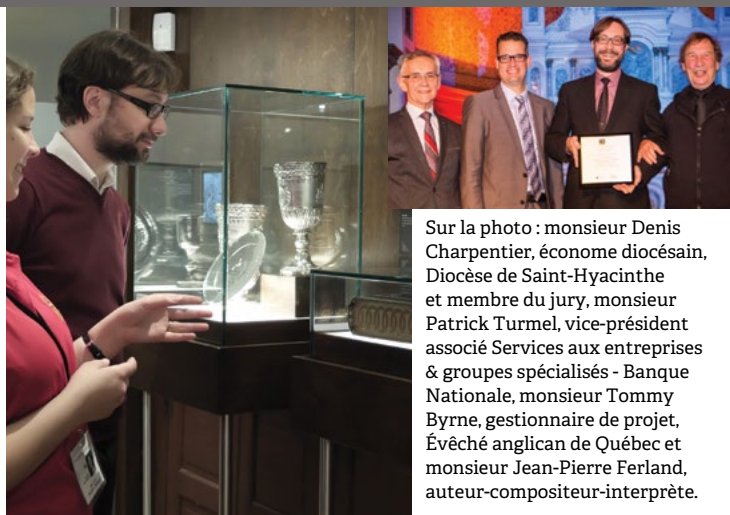 Sur la photo : monsieur Denis
Charpentier, économe diocésain,
Diocèse de Saint-Hyacinthe
et membre du jury, monsieur
Patrick Turmel, vice-président
associé Services aux entreprises
& groupes spécialisés - Banque
Nationale, monsieur Tommy
Byrne, gestionnaire de projet,
Évêché anglican de Québec et
monsieur Jean-Pierre Ferland,
auteur-compositeur-interprète.